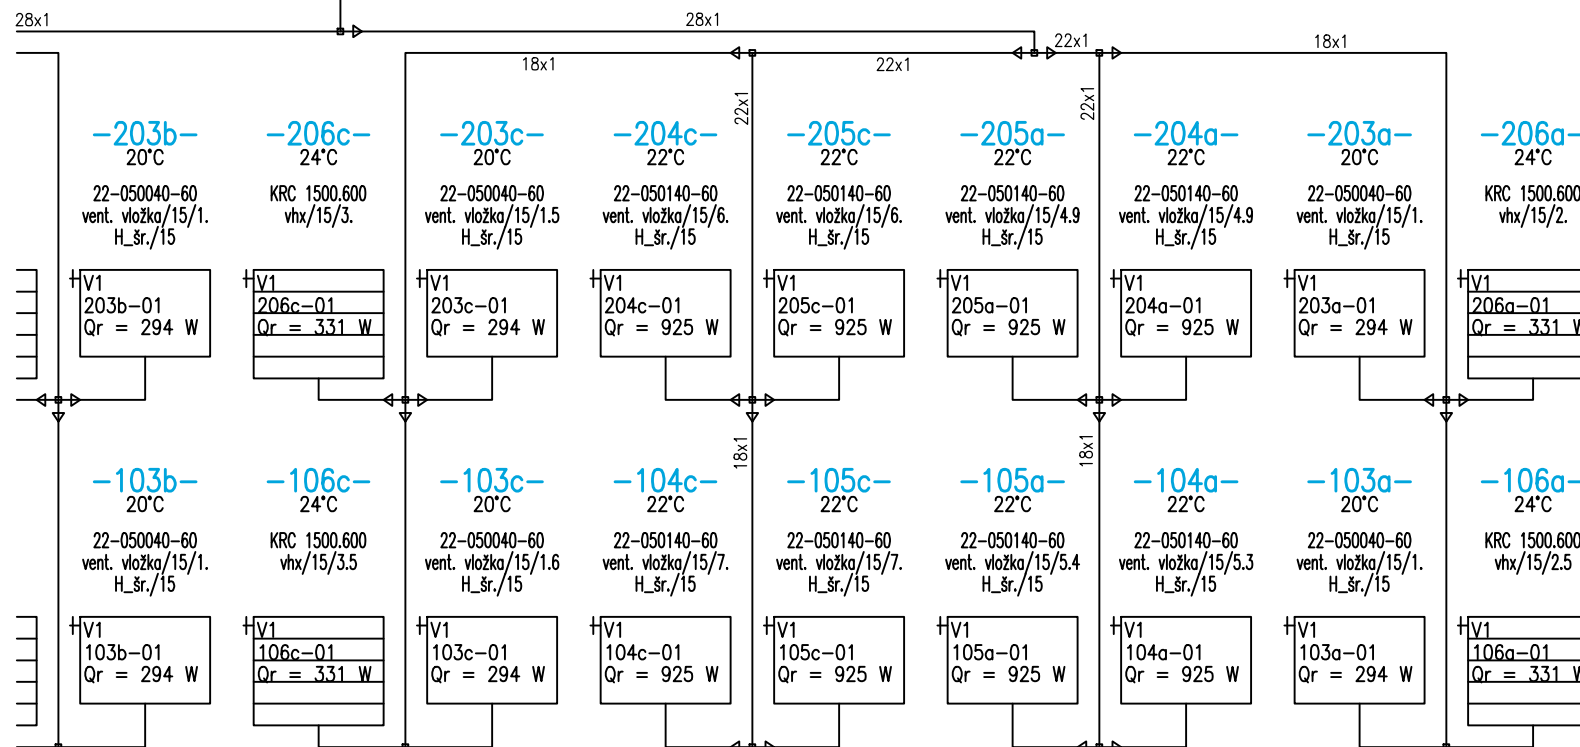 28x1
28x1
22x1
18x1
18x1
22x1
22x1
22x1
-203b-
20°C
22-050040-60
vent. vložka/15/1.
H_šr./15
V1
203b-01
Qr = 294 W
-206c-
24°C
KRC 1500.600
vhx/15/3.
V1
206c-01
Qr = 331 W
-203c-
20°C
22-050040-60
vent. vložka/15/1.5
H_šr./15
V1
203c-01
Qr = 294 W
-204c-
22°C
22-050140-60
vent. vložka/15/6.
H_šr./15
V1
204c-01
Qr = 925 W
-205c-
22°C
22-050140-60
vent. vložka/15/6.
H_šr./15
V1
205c-01
Qr = 925 W
-205a-
22°C
22-050140-60
vent. vložka/15/4.9
H_šr./15
V1
205a-01
Qr = 925 W
-204a-
22°C
22-050140-60
vent. vložka/15/4.9
H_šr./15
V1
204a-01
Qr = 925 W
-203a-
20°C
22-050040-60
vent. vložka/15/1.
H_šr./15
V1
203a-01
Qr = 294 W
-206a-
24°C
KRC 1500.600
vhx/15/2.
V1
206a-01
Qr = 331 W
18x1
18x1
-103b-
20°C
22-050040-60
vent. vložka/15/1.
H_šr./15
V1
103b-01
Qr = 294 W
-106c-
24°C
KRC 1500.600
vhx/15/3.5
V1
106c-01
Qr = 331 W
-103c-
20°C
22-050040-60
vent. vložka/15/1.6
H_šr./15
V1
103c-01
Qr = 294 W
-104c-
22°C
22-050140-60
vent. vložka/15/7.
H_šr./15
V1
104c-01
Qr = 925 W
-105c-
22°C
22-050140-60
vent. vložka/15/7.
H_šr./15
V1
105c-01
Qr = 925 W
-105a-
22°C
22-050140-60
vent. vložka/15/5.4
H_šr./15
V1
105a-01
Qr = 925 W
-104a-
22°C
22-050140-60
vent. vložka/15/5.3
H_šr./15
V1
104a-01
Qr = 925 W
-103a-
20°C
22-050040-60
vent. vložka/15/1.
H_šr./15
V1
103a-01
Qr = 294 W
-106a-
24°C
KRC 1500.600
vhx/15/2.5
V1
106a-01
Qr = 331 W